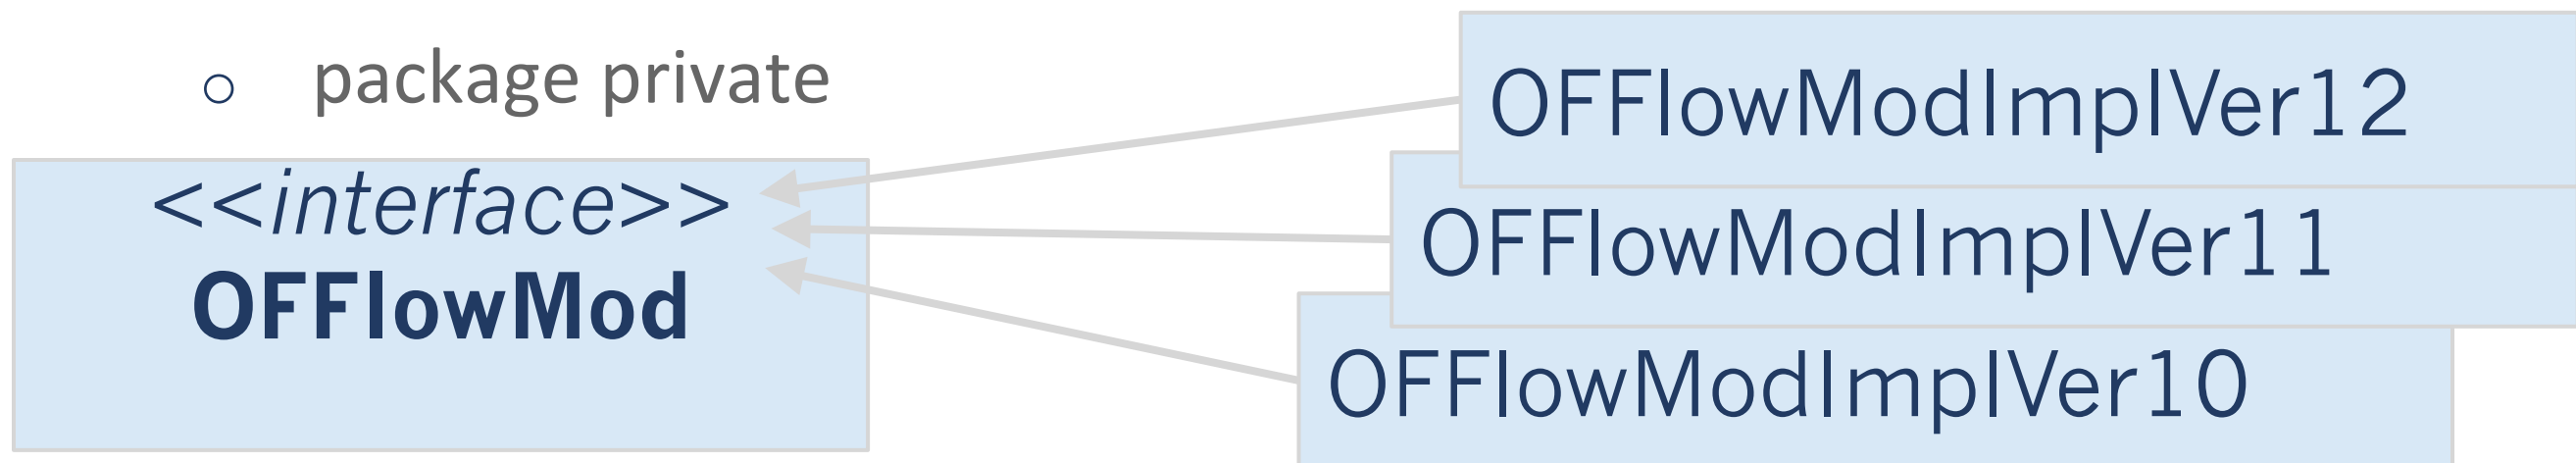 ○ package private
<<interface>>
OFFlowMod
OFFlowModImplVer12
OFFlowModImplVer11
OFFlowModImplVer10